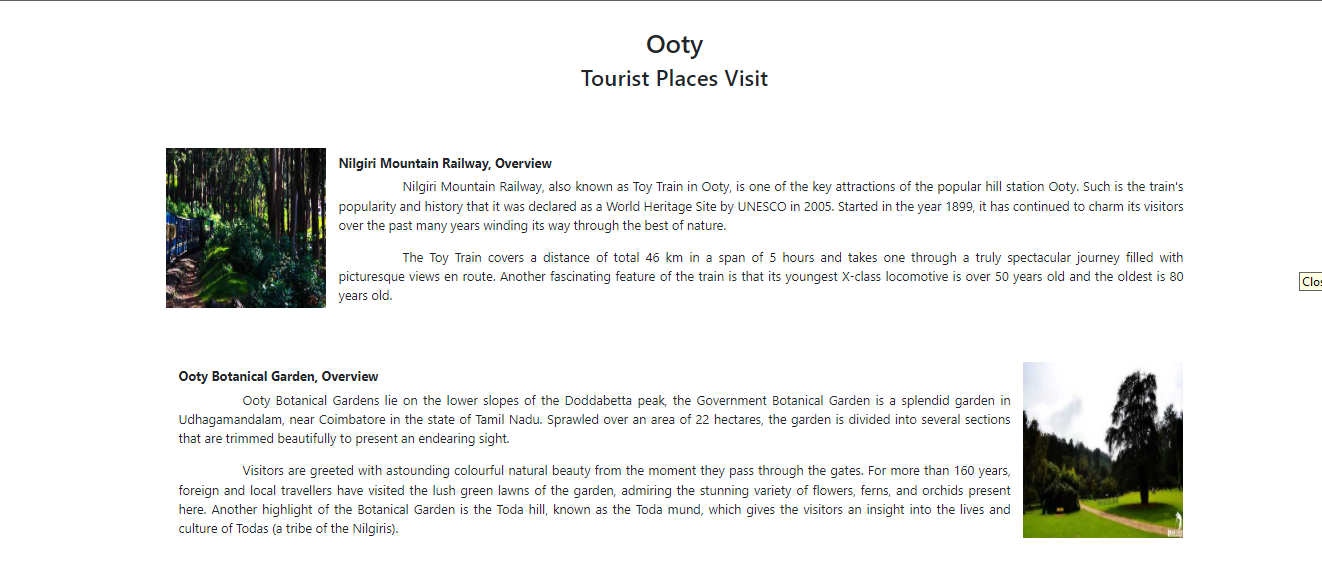 Ooty
Tourist Places Visit
Nilgiri Mountain Railway, Overview
Nilgiri Mountain Railway, also known as Toy Train in Ooty, is one of the key attractions of the popular hill station Ooty. Such is the train's
popularity and history that it was declared as a World Heritage Site by UNESCO in 2005. Started in the year 1899, it has continued to charm its visitors
over the past many years winding its way through the best of nature.
The Toy Train covers a distance of total 46 km in a span of 5 hours and takes one through a truly spectacular journey filled with
picturesque views en route. Another fascinating feature of the train is that its youngest X-class locomotive is over 50 years old and the oldest is 80
years old.
Clos
Ooty Botanical Garden, Overview
Ooty Botanical Gardens lie on the lower slopes of the Doddabetta peak, the Government Botanical Garden is a splendid garden in
Udhagamandalam, near Coimbatore in the state of Tamil Nadu. Sprawled over an area of 22 hectares, the garden is divided into several sections
that are trimmed beautifully to present an endearing sight.
Visitors are greeted with astounding colourful natural beauty from the moment they pass through the gates. For more than 160 years,
foreign and local travellers have visited the lush green lawns of the garden, admiring the stunning variety of flowers, ferns, and orchids present
here. Another highlight of the Botanical Garden is the Toda hill, known as the Toda mund, which gives the visitors an insight into the lives and
culture of Todas (a tribe of the Nilgiris).